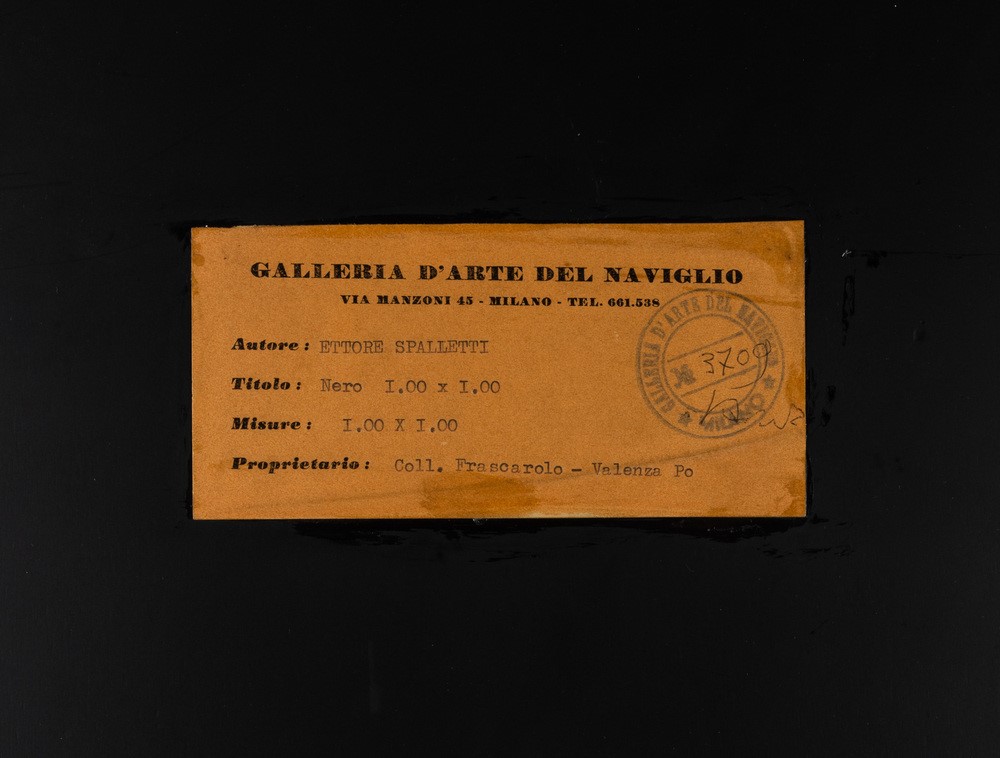 GALLERIA D'ARTE DEL NAVIGLIO
VIA MANZONI 45 - MILANO - TEL. 661.538
Autore: ETTORE SPALLETTI
Titolo: Nero I.00 x I.00
Misure: I.00 X I.00
Proprietario: Coll. Frascarolo - Valenza Po
GALLERIA D'ARTE DEL NAVIGLIO
3709
MILANO